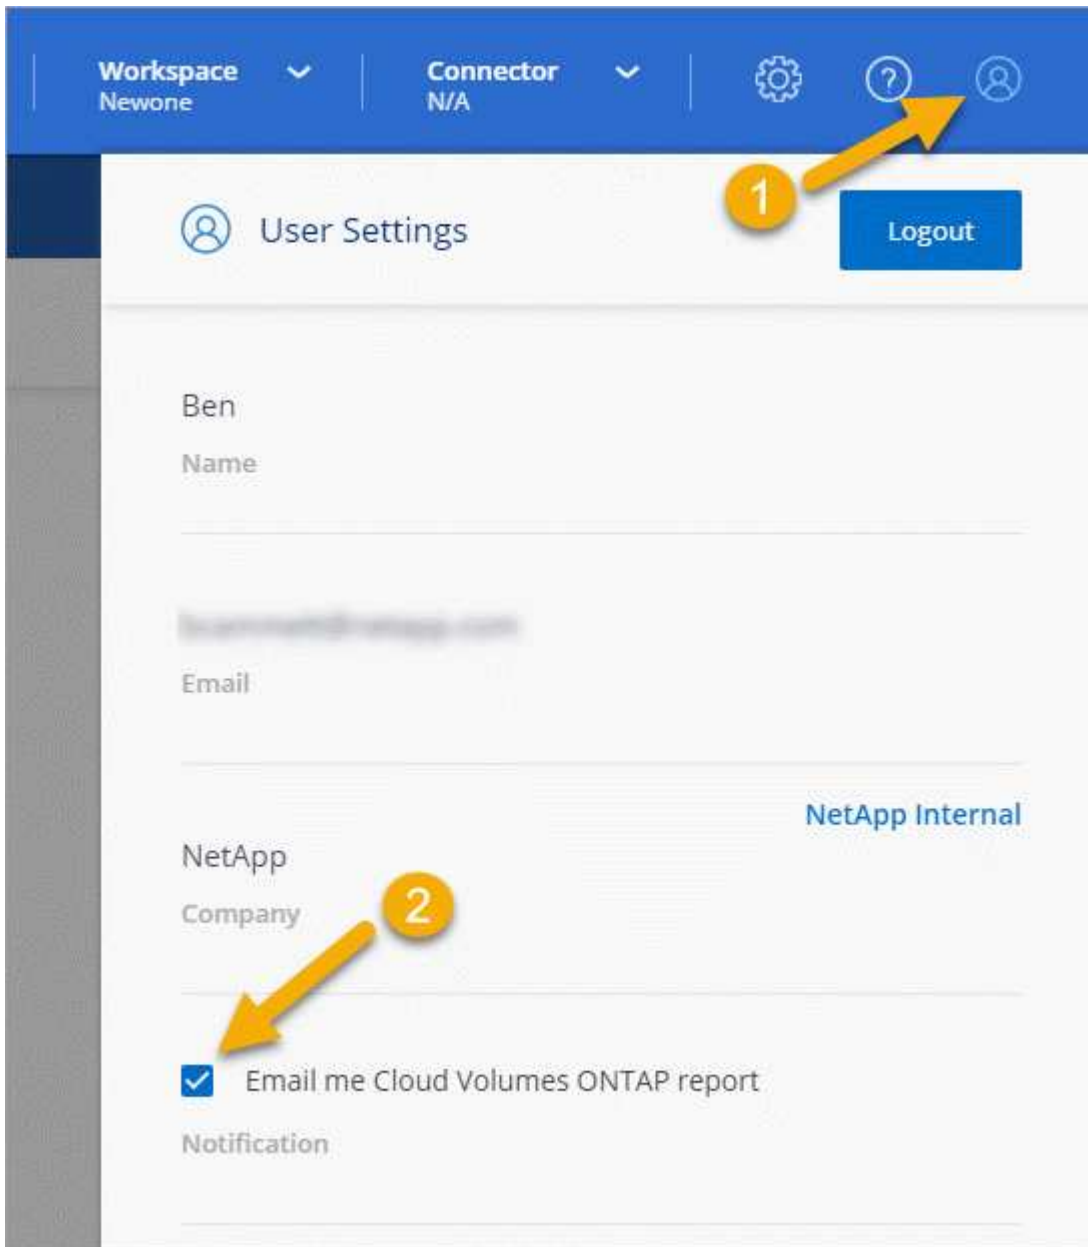 Workspace
Newone
Connector
N/A
?
1
User Settings
Logout
Ben
Name
Email
NetApp Internal
NetApp
Company
2
Email me Cloud Volumes ONTAP report
Notification